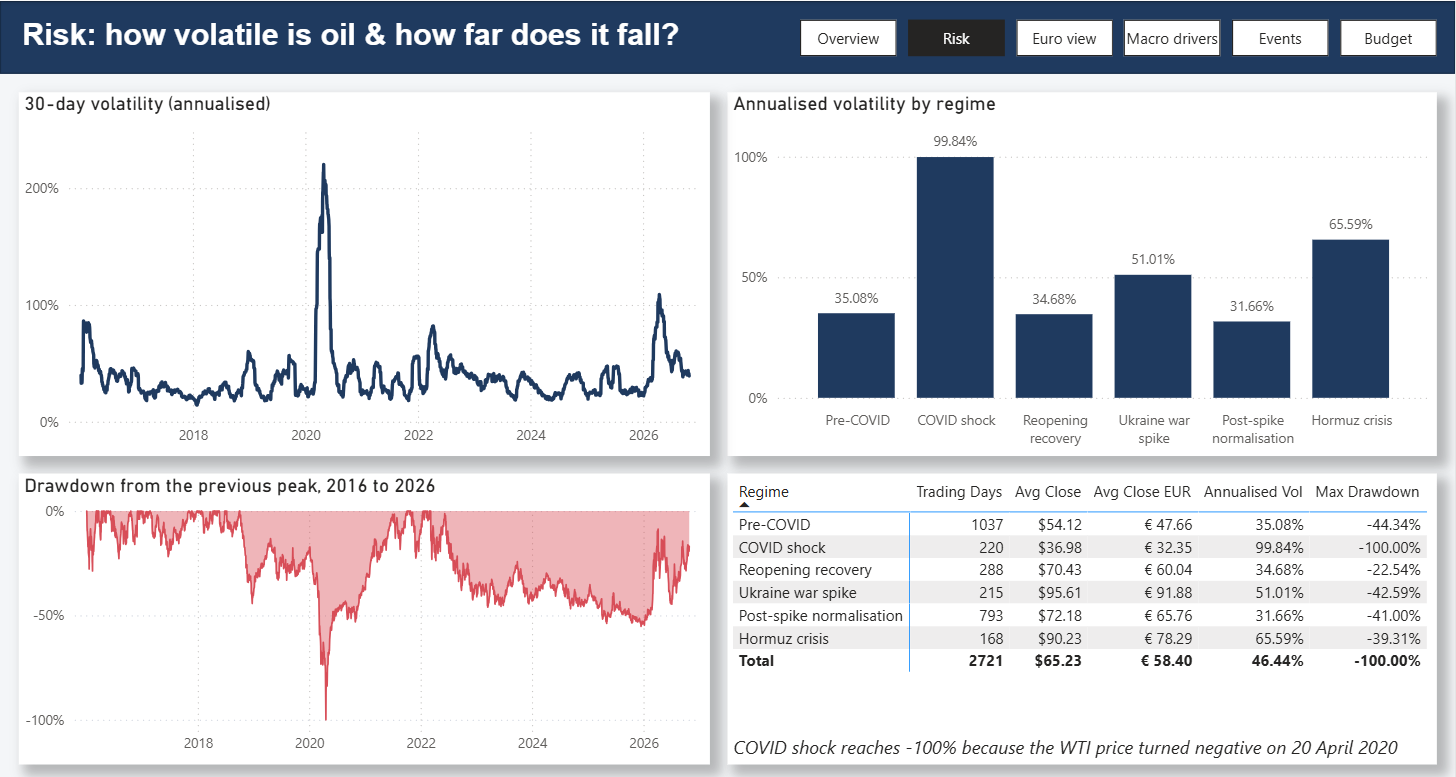 Risk: how volatile is oil & how far does it fall?
Overview
Risk
Euro view
Macro drivers
Events
Budget
30-day volatility (annualised)
200%
100%
0%
2018 2020 2022 2024 2026
Annualised volatility by regime
100%
50%
0%
35.08%
99.84%
34.68%
51.01%
31.66%
65.59%
Pre-COVID
COVID shock
Reopening
recovery
Ukraine war
spike
Post-spike
normalisation
Hormuz crisis
Drawdown from the previous peak, 2016 to 2026
0%
-50%
-100%
2018 2020 2022 2024 2026
Regime Trading Days Avg Close Avg Close EUR Annualised Vol Max Drawdown
Pre-COVID 1037 $54.12 € 47.66 35.08% -44.34%
COVID shock 220 $36.98 € 32.35 99.84% -100.00%
Reopening recovery 288 $70.43 € 60.04 34.68% -22.54%
Ukraine war spike 215 $95.61 € 91.88 51.01% -42.59%
Post-spike normalisation 793 $72.18 € 65.76 31.66% -41.00%
Hormuz crisis 168 $90.23 € 78.29 65.59% -39.31%
Total 2721 $65.23 € 58.40 46.44% -100.00%
COVID shock reaches -100% because the WTI price turned negative on 20 April 2020